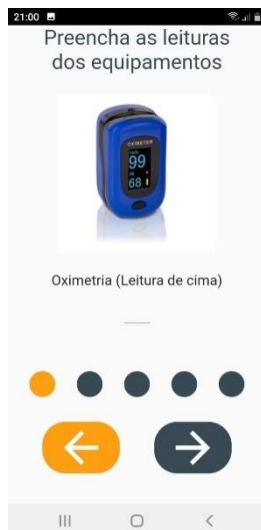 21:00
Preencha as leituras
dos equipamentos
OXIMETER
99
68
Oximetria (Leitura de cima)